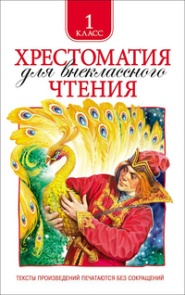 1
КЛАСС
ХРЕСТОМАТИЯ
для внеклассного
ЧТЕНИЯ
ТЕКСТЫ ПРОИЗВЕДЕНИЙ ПЕЧАТАЮТСЯ БЕЗ СОКРАЩЕНИЙ